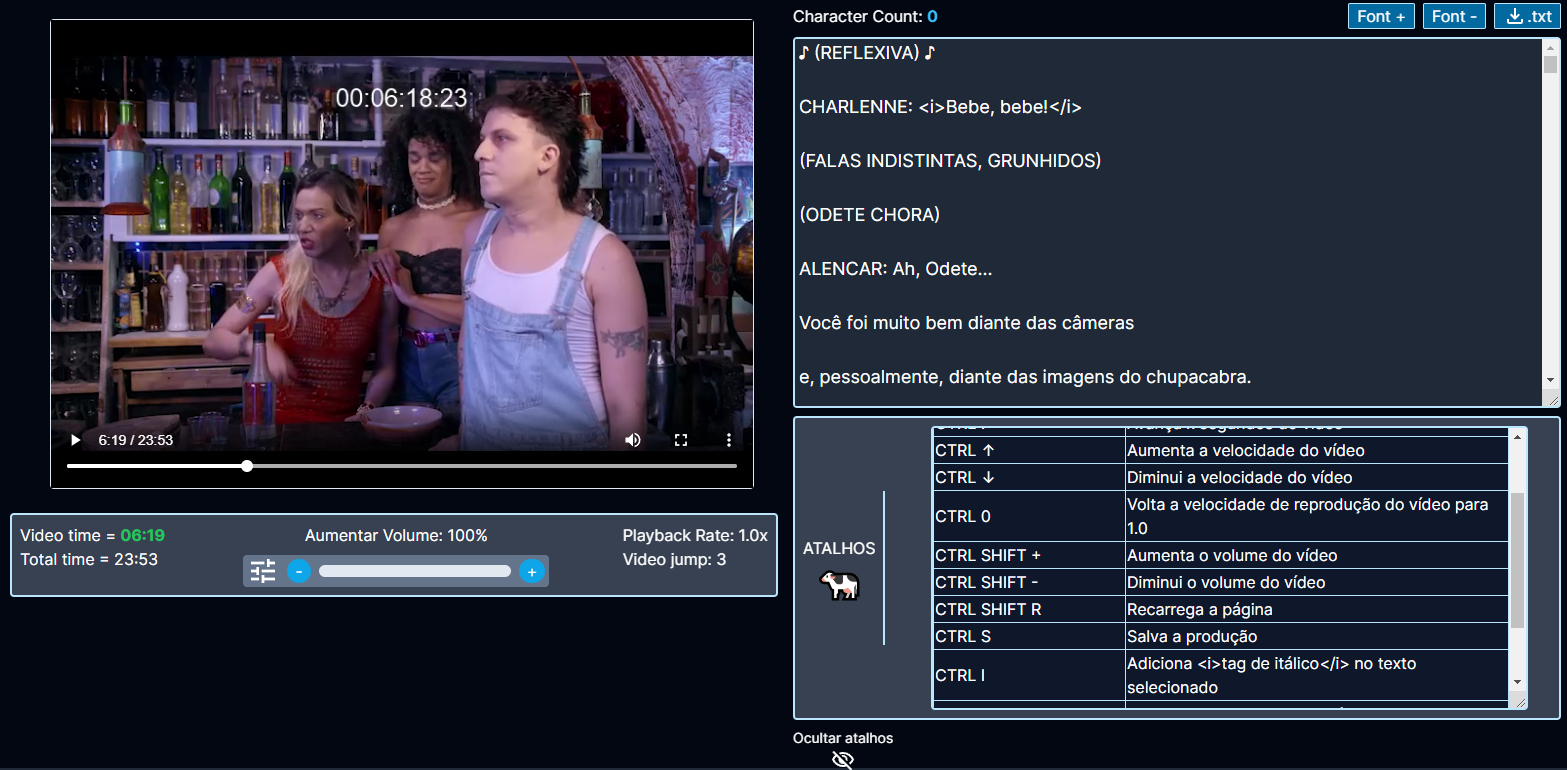 00:06:18:23
6:19 / 23:53
Video time = 06:19
Total time = 23:53
Aumentar Volume: 100%
-
+
Playback Rate: 1.0x
Video jump: 3
Character Count: 0
Font +
Font -
.txt
♪ (REFLEXIVA) ♪
CHARLENNE: <i>Bebe, bebe!</i>
(FALAS INDISTINTAS, GRUNHIDOS)
(ODETE CHORA)
ALENCAR: Ah, Odete...
Você foi muito bem diante das câmeras
e, pessoalmente, diante das imagens do chupacabra.
ATALHOS
CTRL ↑ Aumenta a velocidade do vídeo
CTRL ↓ Diminui a velocidade do vídeo
CTRL 0 Volta a velocidade de reprodução do vídeo para
1.0
CTRL SHIFT + Aumenta o volume do vídeo
CTRL SHIFT - Diminui o volume do vídeo
CTRL SHIFT R Recarrega a página
CTRL S Salva a produção
CTRL I Adiciona <i>tag de itálico</i> no texto
selecionado
Ocultar atalhos